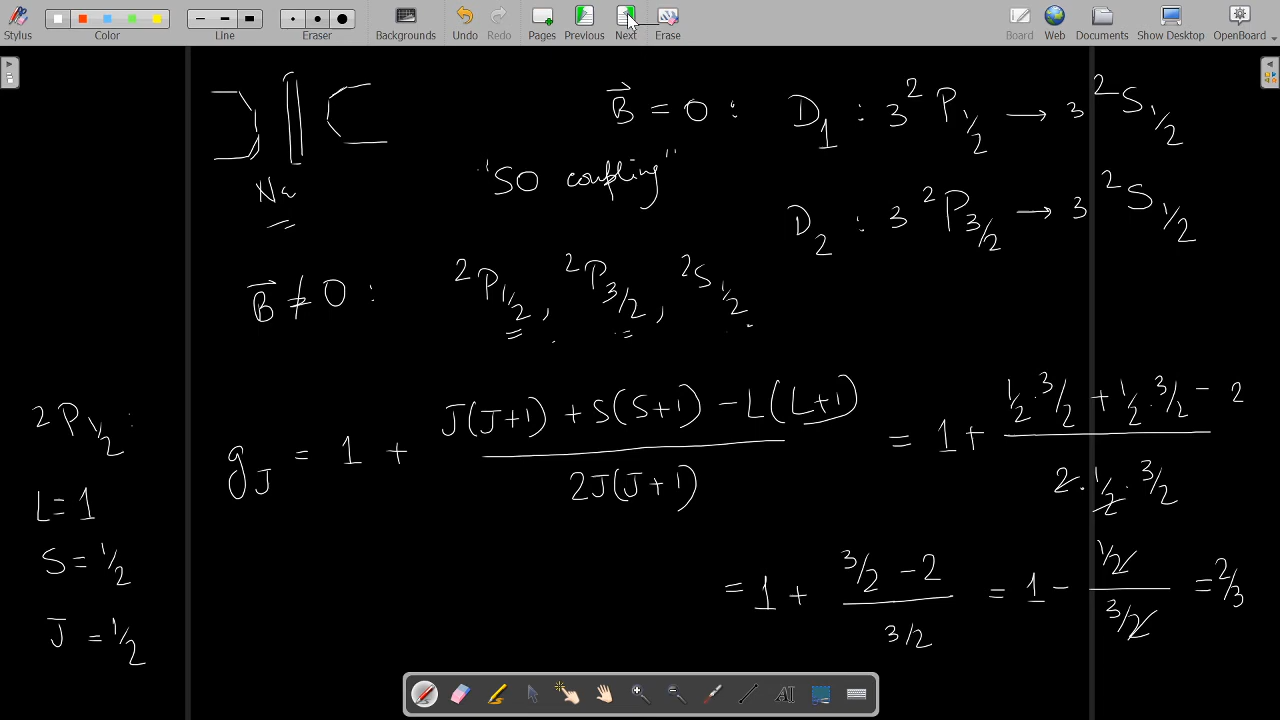 Stylus Color Line Eraser Backgrounds Undo Redo Pages Previous Next Erase Board Web Documents Show Desktop OpenBoard
B⃗ = 0 : D₁ : 3 ²P₁/₂ → 3 ²S₁/₂
Na
"SO coupling"
D₂ : 3 ²P₃/₂ → 3 ²S₁/₂
B⃗ ≠ 0 : ²P₁/₂ , ²P₃/₂ , ²S₁/₂
²P₁/₂ :
L = 1
S = 1/2
J = 1/2
g_J = 1 + (J(J+1) + S(S+1) − L(L+1)) / (2J(J+1)) = 1 + (1/2 · 3/2 + 1/2 · 3/2 − 2) / (2 · 1/2 · 3/2)
= 1 + (3/2 − 2) / (3/2) = 1 − (1/2) / (3/2) = 2/3